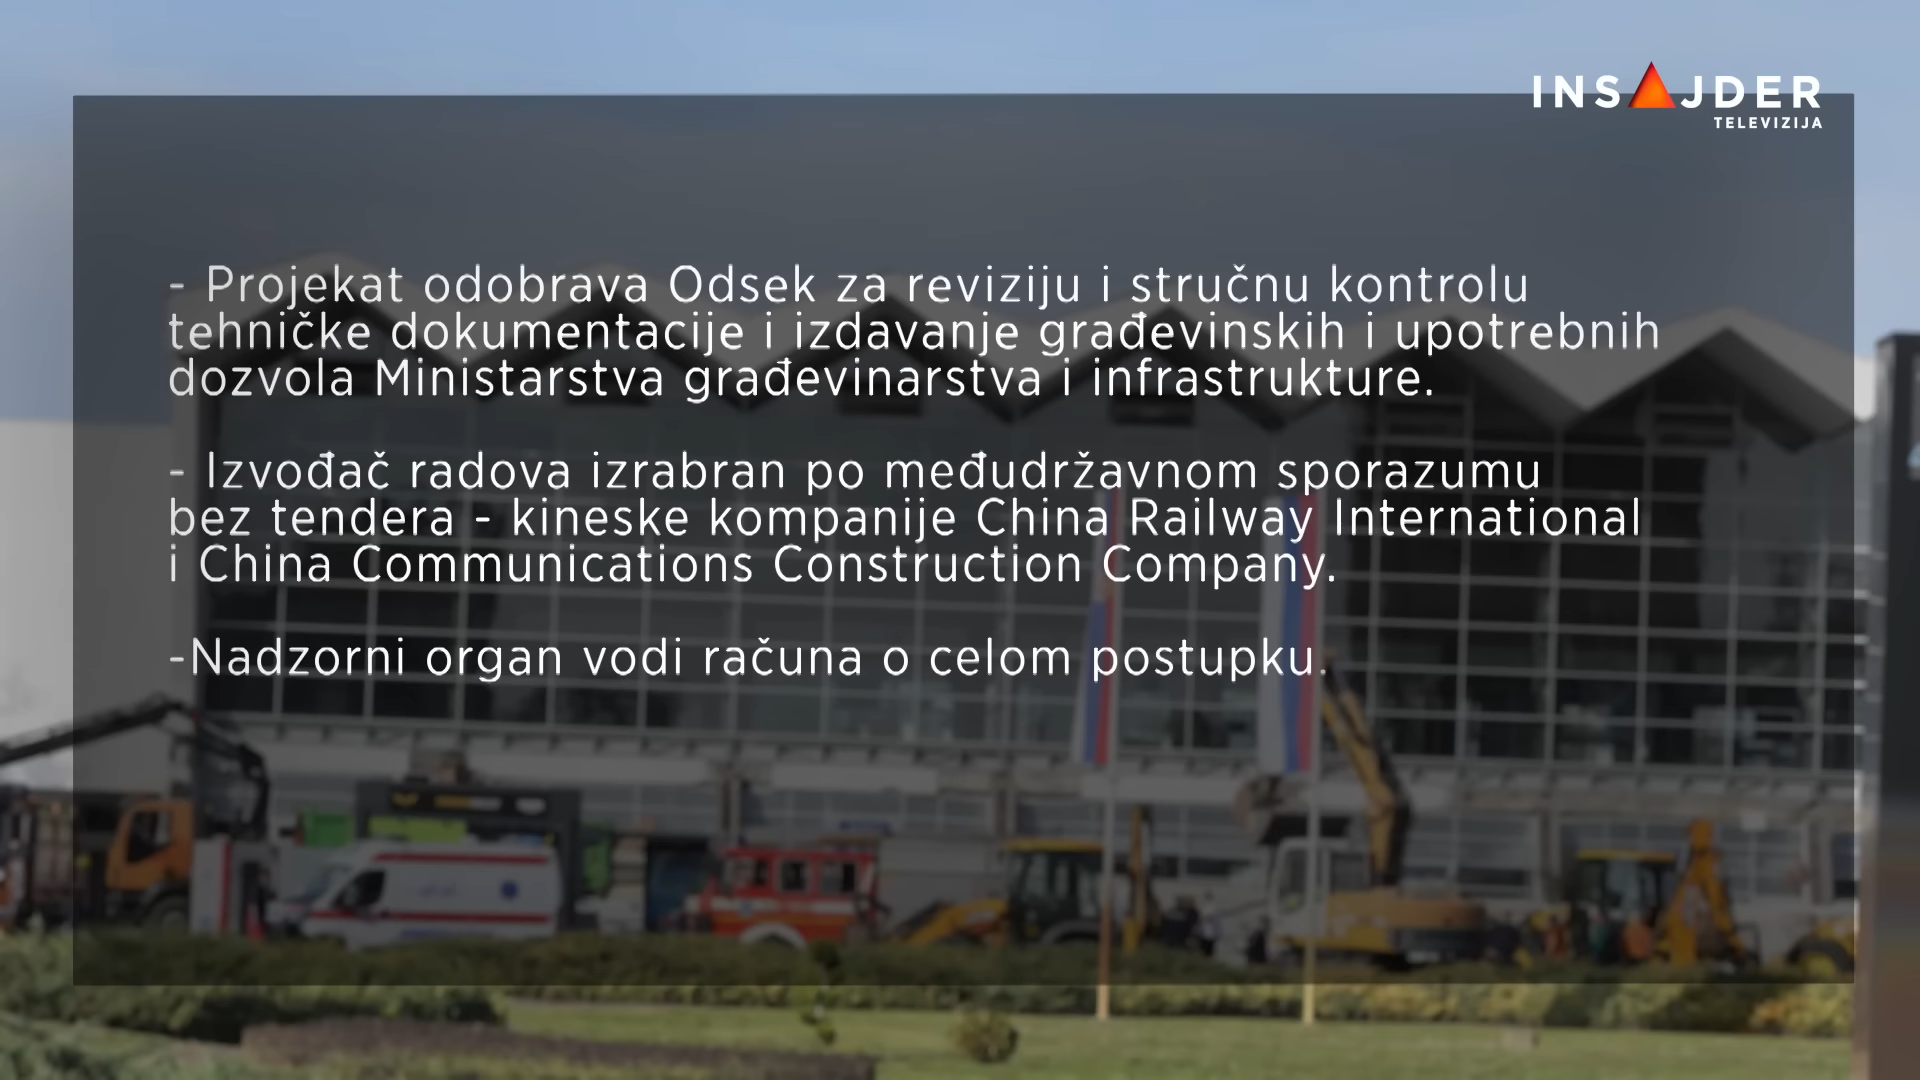 INSAJDER
TELEVIZIJA
- Projekat odobrava Odsek za reviziju i stručnu kontrolu
tehničke dokumentacije i izdavanje građevinskih i upotrebnih
dozvola Ministarstva građevinarstva i infrastrukture.
- Izvođač radova izrabran po međudržavnom sporazumu
bez tendera - kineske kompanije China Railway International
i China Communications Construction Company.
-Nadzorni organ vodi računa o celom postupku.